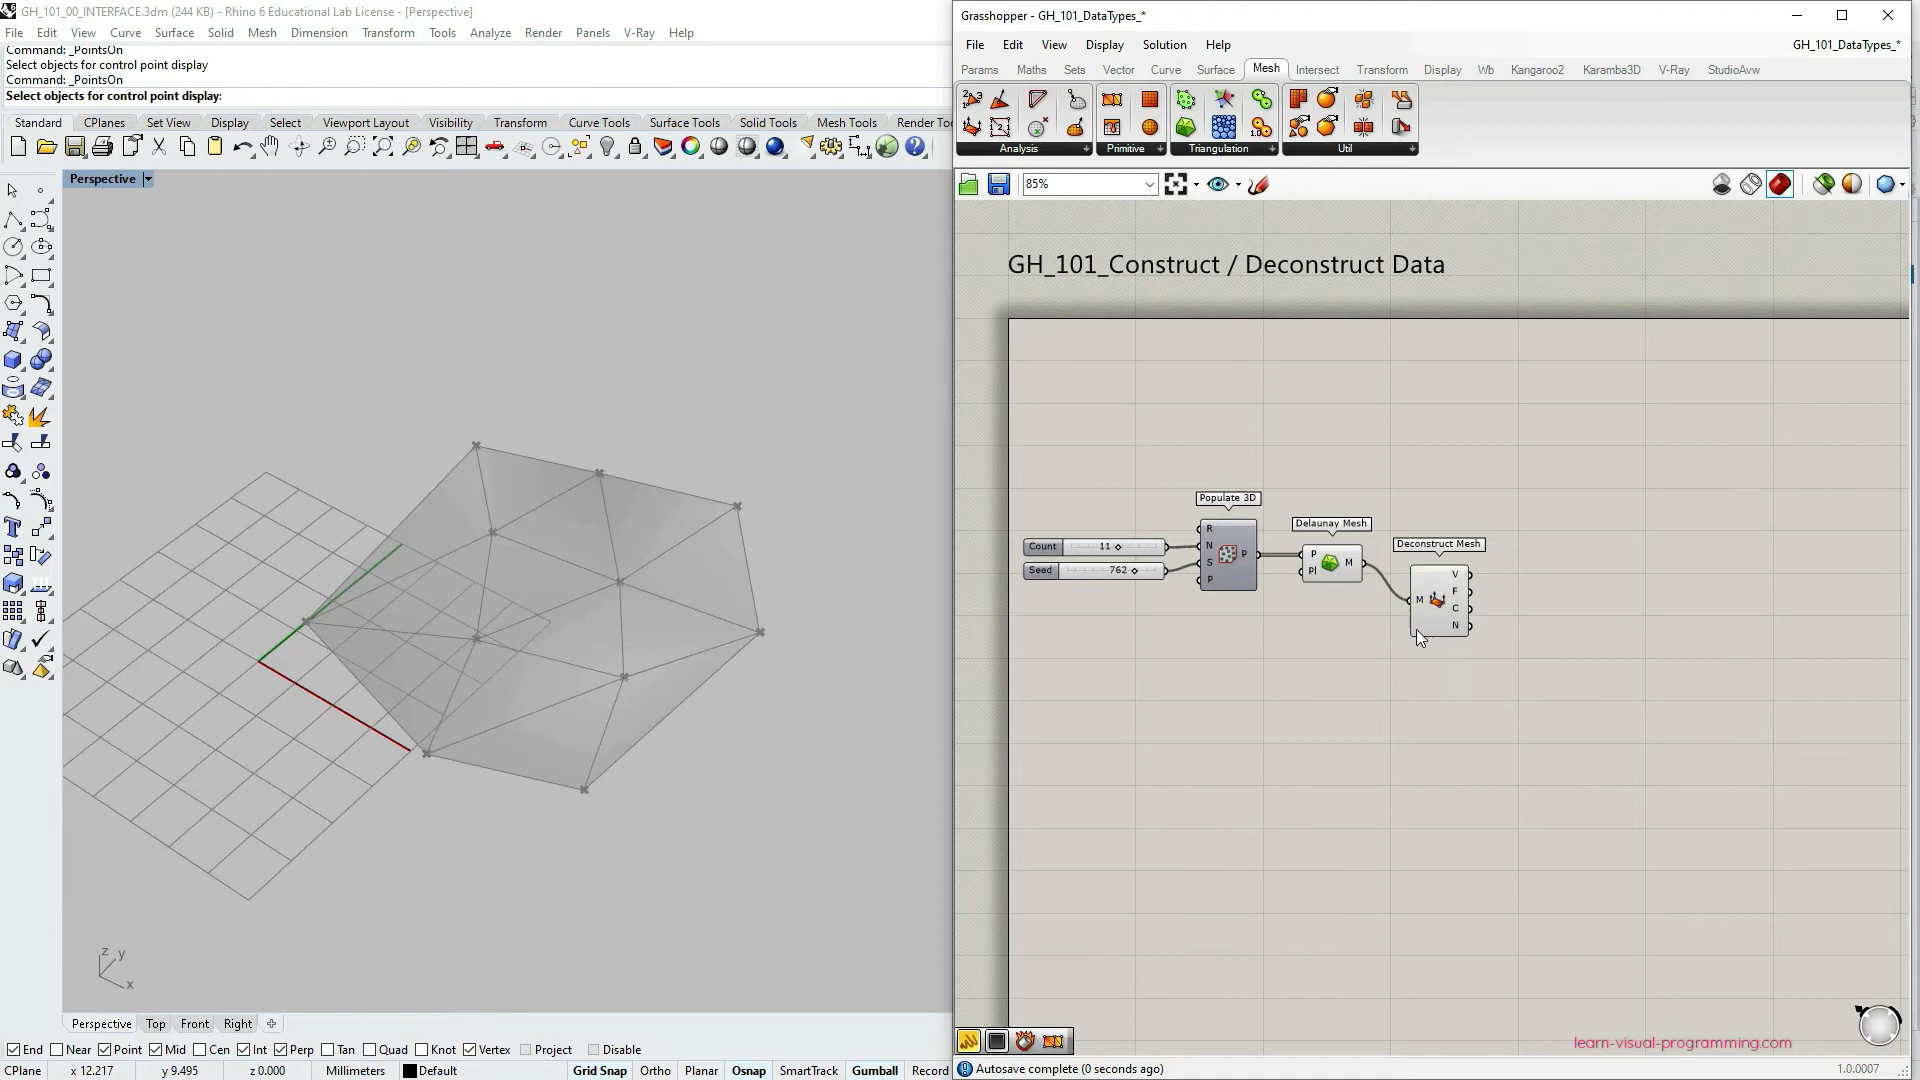 GH_101_00_INTERFACE.3dm (244 KB) - Rhino 6 Educational Lab License - [Perspective]
File Edit View Curve Surface Solid Mesh Dimension Transform Tools Analyze Render Panels V-Ray Help
Command: _PointsOn
Select objects for control point display
Command: _PointsOn
Select objects for control point display:
Standard CPlanes Set View Display Select Viewport Layout Visibility Transform Curve Tools Surface Tools Solid Tools Mesh Tools Render Too
Perspective
z y
x
Perspective Top Front Right
End Near Point Mid Cen Int Perp Tan Quad Knot Vertex Project Disable
CPlane x 12.217 y 9.495 z 0.000 Millimeters Default Grid Snap Ortho Planar Osnap SmartTrack Gumball Record
Grasshopper - GH_101_DataTypes_*
File Edit View Display Solution Help GH_101_DataTypes_*
Params Maths Sets Vector Curve Surface Mesh Intersect Transform Display Wb Kangaroo2 Karamba3D V-Ray StudioAvw
Analysis Primitive Triangulation Util
85%
GH_101_Construct / Deconstruct Data
Populate 3D
Delaunay Mesh
Deconstruct Mesh
Count 11
Seed 762
R
N
S
P
P
P
Pl
M
M
V
F
C
N
learn-visual-programming.com
Autosave complete (0 seconds ago) 1.0.0007